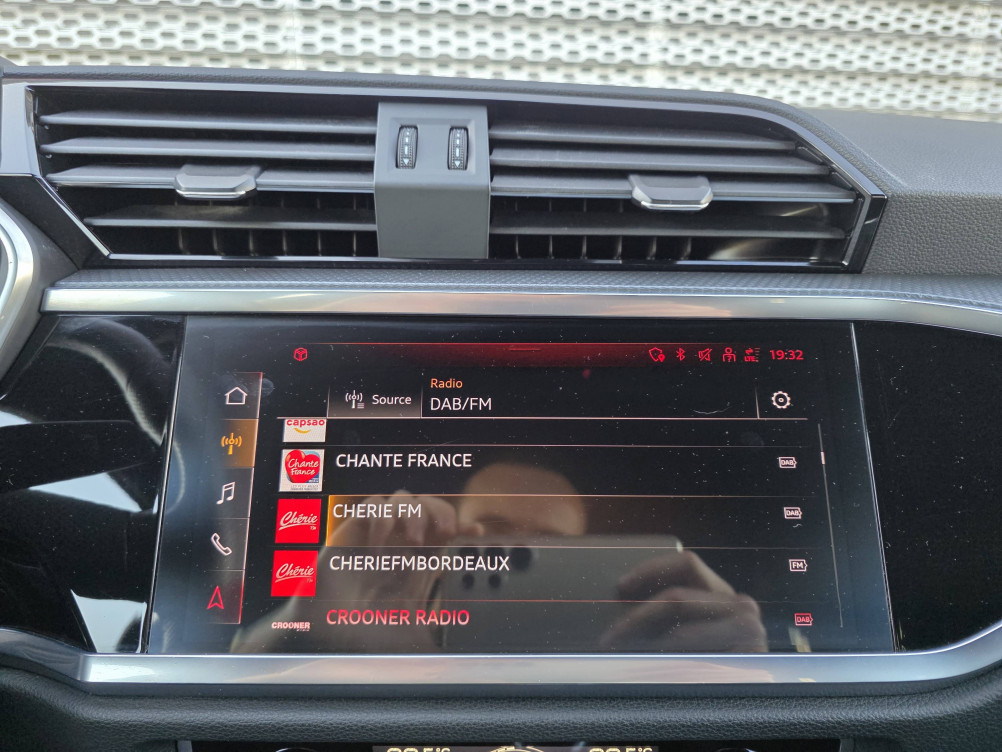 19:32
Source
Radio
DAB/FM
capsao
Chante
France
CHANTE FRANCE
DAB
Chérie
CHERIE FM
DAB
Chérie
CHERIEFMBORDEAUX
FM
CROONER
CROONER RADIO
DAB